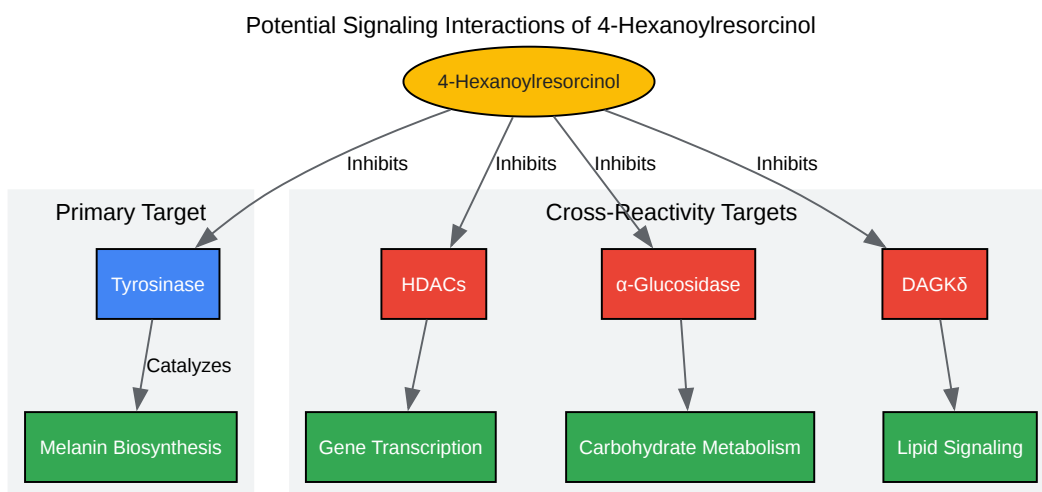 Potential Signaling Interactions of 4-Hexanoylresorcinol
4-Hexanoylresorcinol
Inhibits
Inhibits
Inhibits
Inhibits
Primary Target
Cross-Reactivity Targets
Tyrosinase
HDACs
α-Glucosidase
DAGKδ
Catalyzes
Melanin Biosynthesis
Gene Transcription
Carbohydrate Metabolism
Lipid Signaling